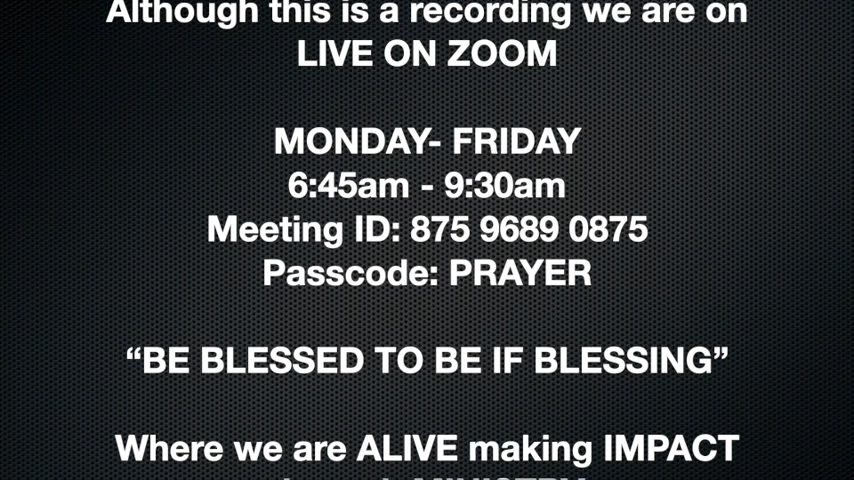 Although this is a recording we are on
LIVE ON ZOOM
MONDAY- FRIDAY
6:45am - 9:30am
Meeting ID: 875 9689 0875
Passcode: PRAYER
“BE BLESSED TO BE IF BLESSING”
Where we are ALIVE making IMPACT
MINISTRY